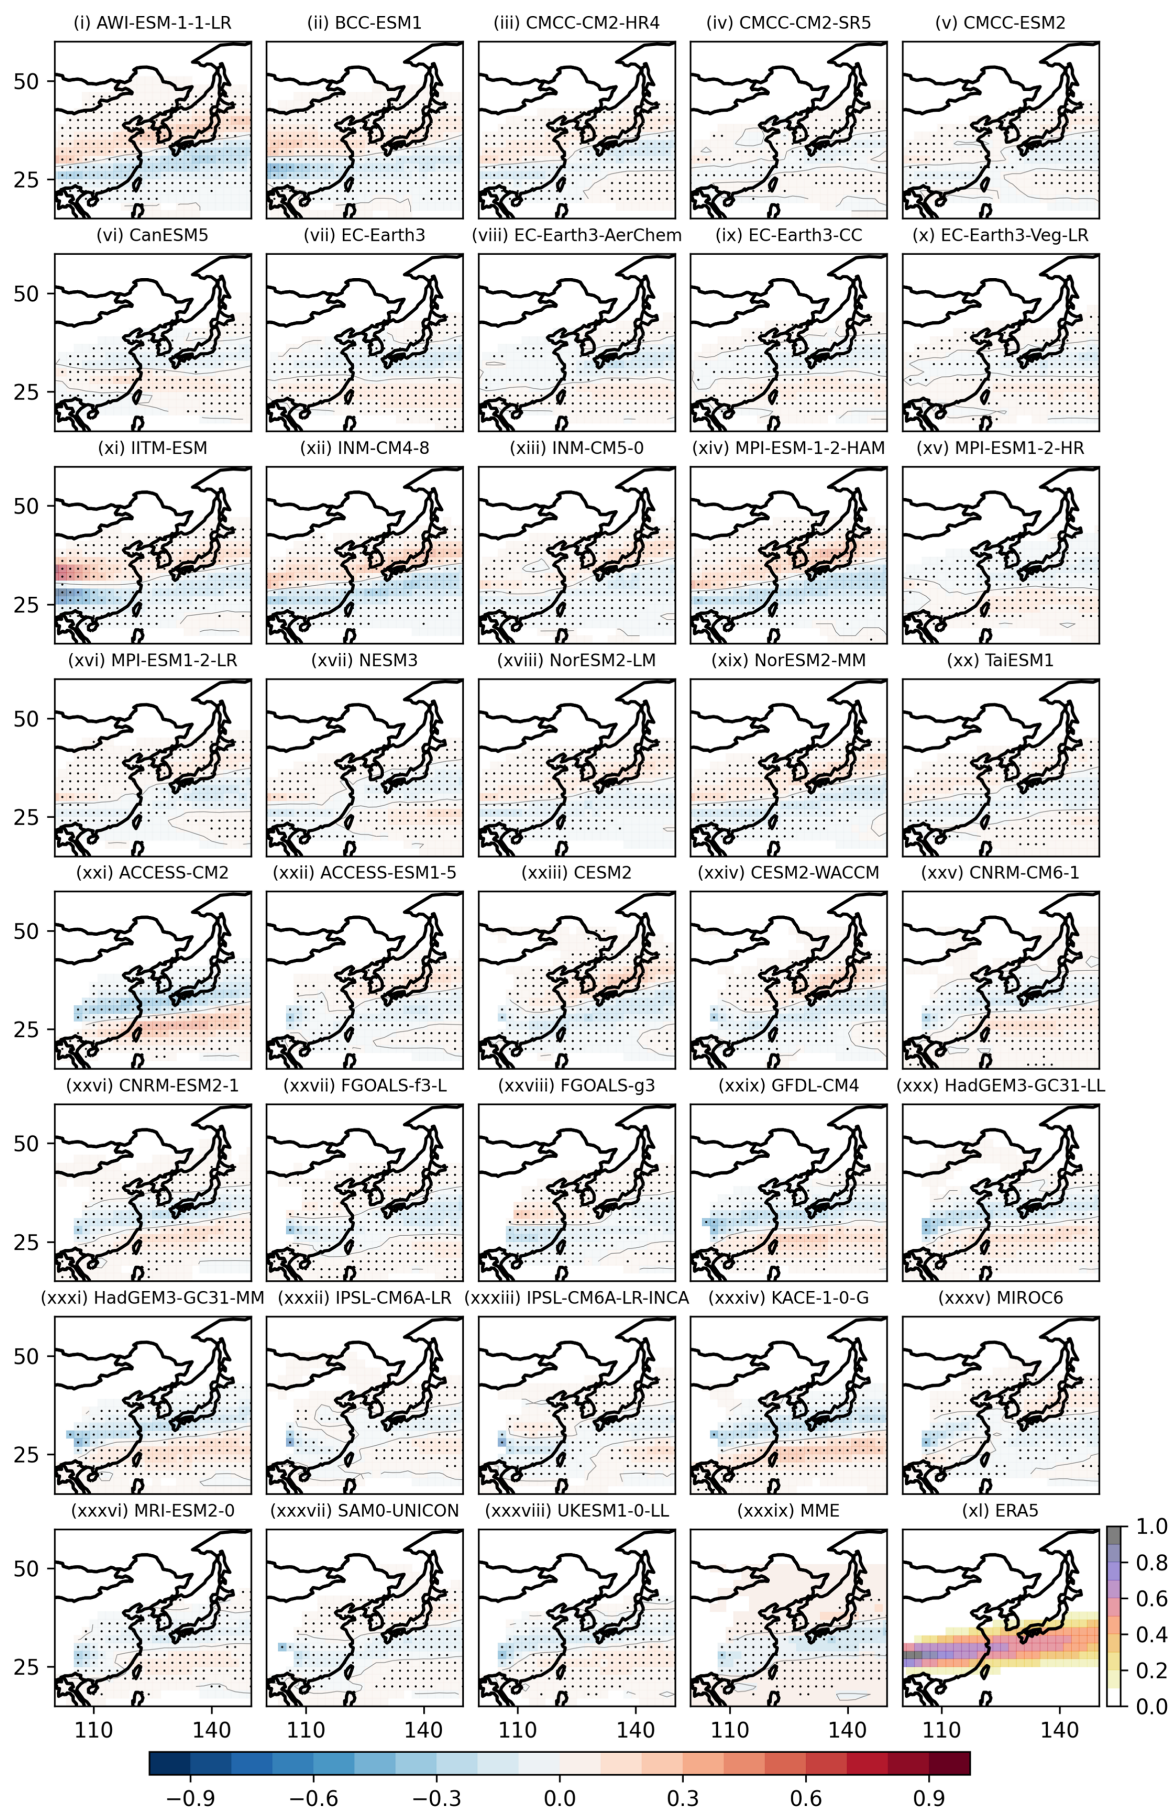 (i) AWI-ESM-1-1-LR (ii) BCC-ESM1 (iii) CMCC-CM2-HR4 (iv) CMCC-CM2-SR5 (v) CMCC-ESM2
50
25
(vi) CanESM5 (vii) EC-Earth3 (viii) EC-Earth3-AerChem (ix) EC-Earth3-CC (x) EC-Earth3-Veg-LR
50
25
(xi) IITM-ESM (xii) INM-CM4-8 (xiii) INM-CM5-0 (xiv) MPI-ESM-1-2-HAM (xv) MPI-ESM1-2-HR
50
25
(xvi) MPI-ESM1-2-LR (xvii) NESM3 (xviii) NorESM2-LM (xix) NorESM2-MM (xx) TaiESM1
50
25
(xxi) ACCESS-CM2 (xxii) ACCESS-ESM1-5 (xxiii) CESM2 (xxiv) CESM2-WACCM (xxv) CNRM-CM6-1
50
25
(xxvi) CNRM-ESM2-1 (xxvii) FGOALS-f3-L (xxviii) FGOALS-g3 (xxix) GFDL-CM4 (xxx) HadGEM3-GC31-LL
50
25
(xxxi) HadGEM3-GC31-MM (xxxii) IPSL-CM6A-LR (xxxiii) IPSL-CM6A-LR-INCA (xxxiv) KACE-1-0-G (xxxv) MIROC6
50
25
(xxxvi) MRI-ESM2-0 (xxxvii) SAM0-UNICON (xxxviii) UKESM1-0-LL (xxxix) MME (xl) ERA5
50
25
1.0
0.8
0.6
0.4
0.2
0.0
110 140 110 140 110 140 110 140 110 140
−0.9 −0.6 −0.3 0.0 0.3 0.6 0.9